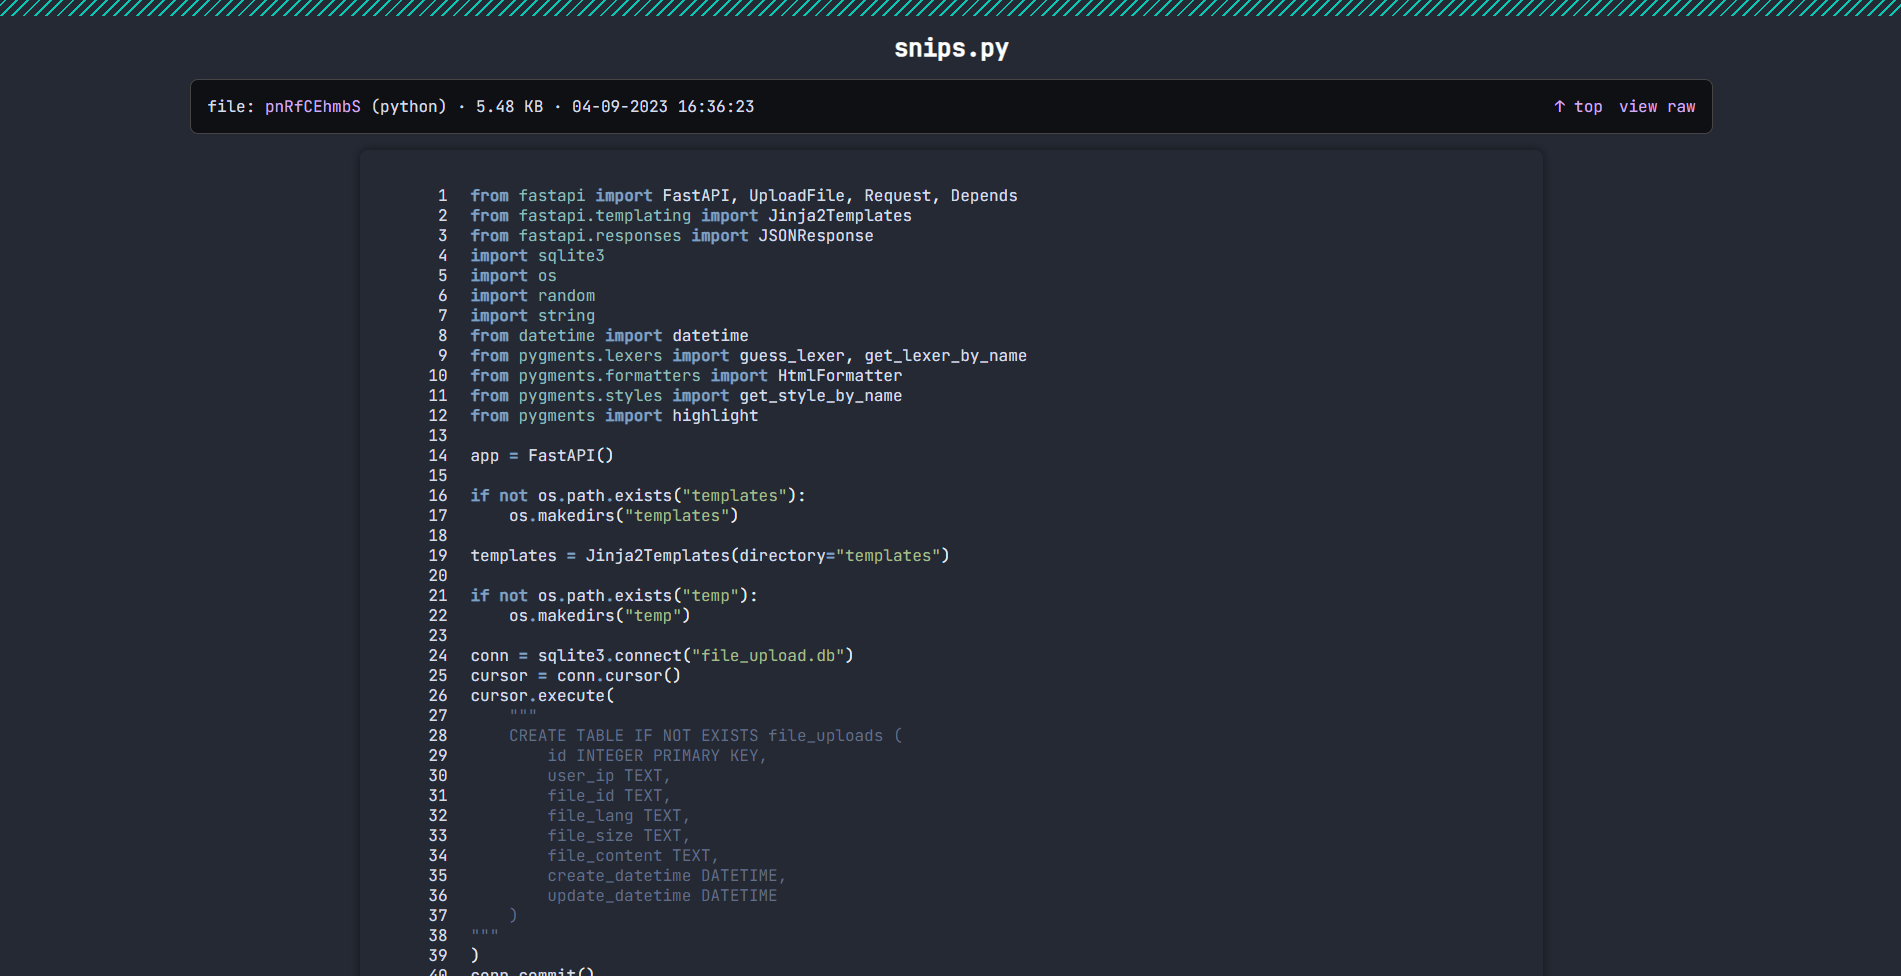 snips.py
file: pnRfCEhmbS (python) · 5.48 KB · 04-09-2023 16:36:23 ↑ top view raw
1 from fastapi import FastAPI, UploadFile, Request, Depends
2 from fastapi.templating import Jinja2Templates
3 from fastapi.responses import JSONResponse
4 import sqlite3
5 import os
6 import random
7 import string
8 from datetime import datetime
9 from pygments.lexers import guess_lexer, get_lexer_by_name
10 from pygments.formatters import HtmlFormatter
11 from pygments.styles import get_style_by_name
12 from pygments import highlight
13
14 app = FastAPI()
15
16 if not os.path.exists("templates"):
17     os.makedirs("templates")
18
19 templates = Jinja2Templates(directory="templates")
20
21 if not os.path.exists("temp"):
22     os.makedirs("temp")
23
24 conn = sqlite3.connect("file_upload.db")
25 cursor = conn.cursor()
26 cursor.execute(
27     """
28     CREATE TABLE IF NOT EXISTS file_uploads (
29         id INTEGER PRIMARY KEY,
30         user_ip TEXT,
31         file_id TEXT,
32         file_lang TEXT,
33         file_size TEXT,
34         file_content TEXT,
35         create_datetime DATETIME,
36         update_datetime DATETIME
37     )
38 """
39 )
40 conn.commit()